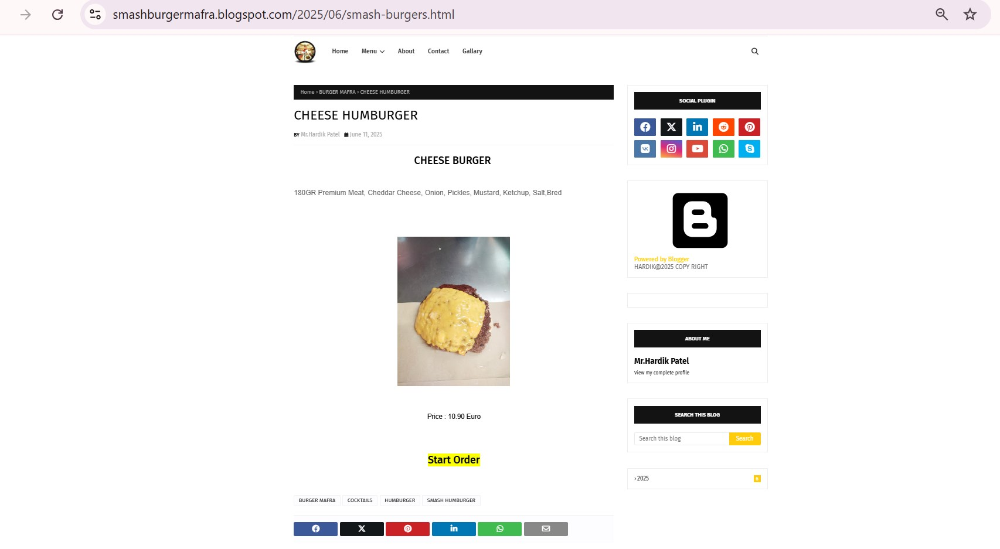 smashburgermafra.blogspot.com/2025/06/smash-burgers.html
Home Menu About Contact Gallary
Home › BURGER MAFRA › CHEESE HUMBURGER
CHEESE HUMBURGER
BY Mr.Hardik Patel June 11, 2025
CHEESE BURGER
180GR Premium Meat, Cheddar Cheese, Onion, Pickles, Mustard, Ketchup, Salt,Bred
Price : 10.90 Euro
Start Order
BURGER MAFRA COCKTAILS HUMBURGER SMASH HUMBURGER
SOCIAL PLUGIN
Powered by Blogger
HARDIK@2025 COPY RIGHT
ABOUT ME
Mr.Hardik Patel
View my complete profile
SEARCH THIS BLOG
Search this blog Search
› 2025 6